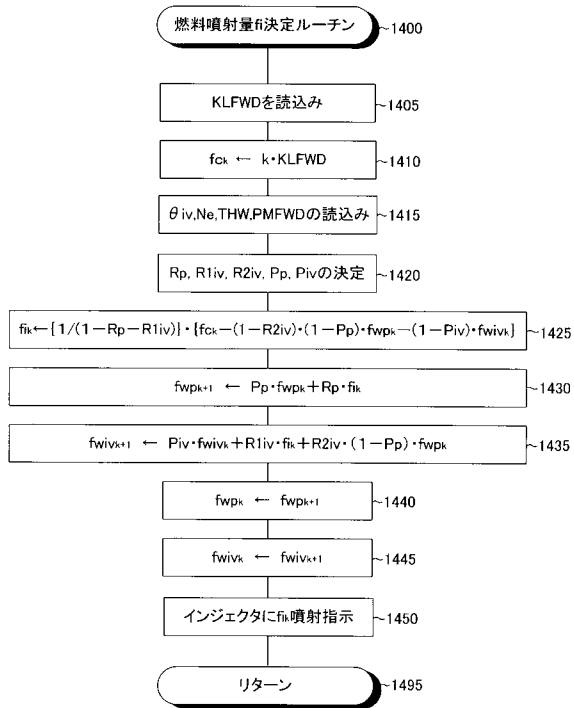 燃料噴射量fi決定ルーチン
1400
KLFWDを読込み
1405
fck ← k・KLFWD
1410
θiv,Ne,THW,PMFWDの読込み
1415
Rp, R1iv, R2iv, Pp, Pivの決定
1420
fik←{1/(1-Rp-R1iv)}・{fck-(1-R2iv)・(1-Pp)・fwpk-(1-Piv)・fwivk}
1425
fwpk+1 ← Pp・fwpk+Rp・fik
1430
fwivk+1 ← Piv・fwivk+R1iv・fik+R2iv・(1-Pp)・fwpk
1435
fwpk ← fwpk+1
1440
fwivk ← fwivk+1
1445
インジェクタにfik噴射指示
1450
リターン
1495